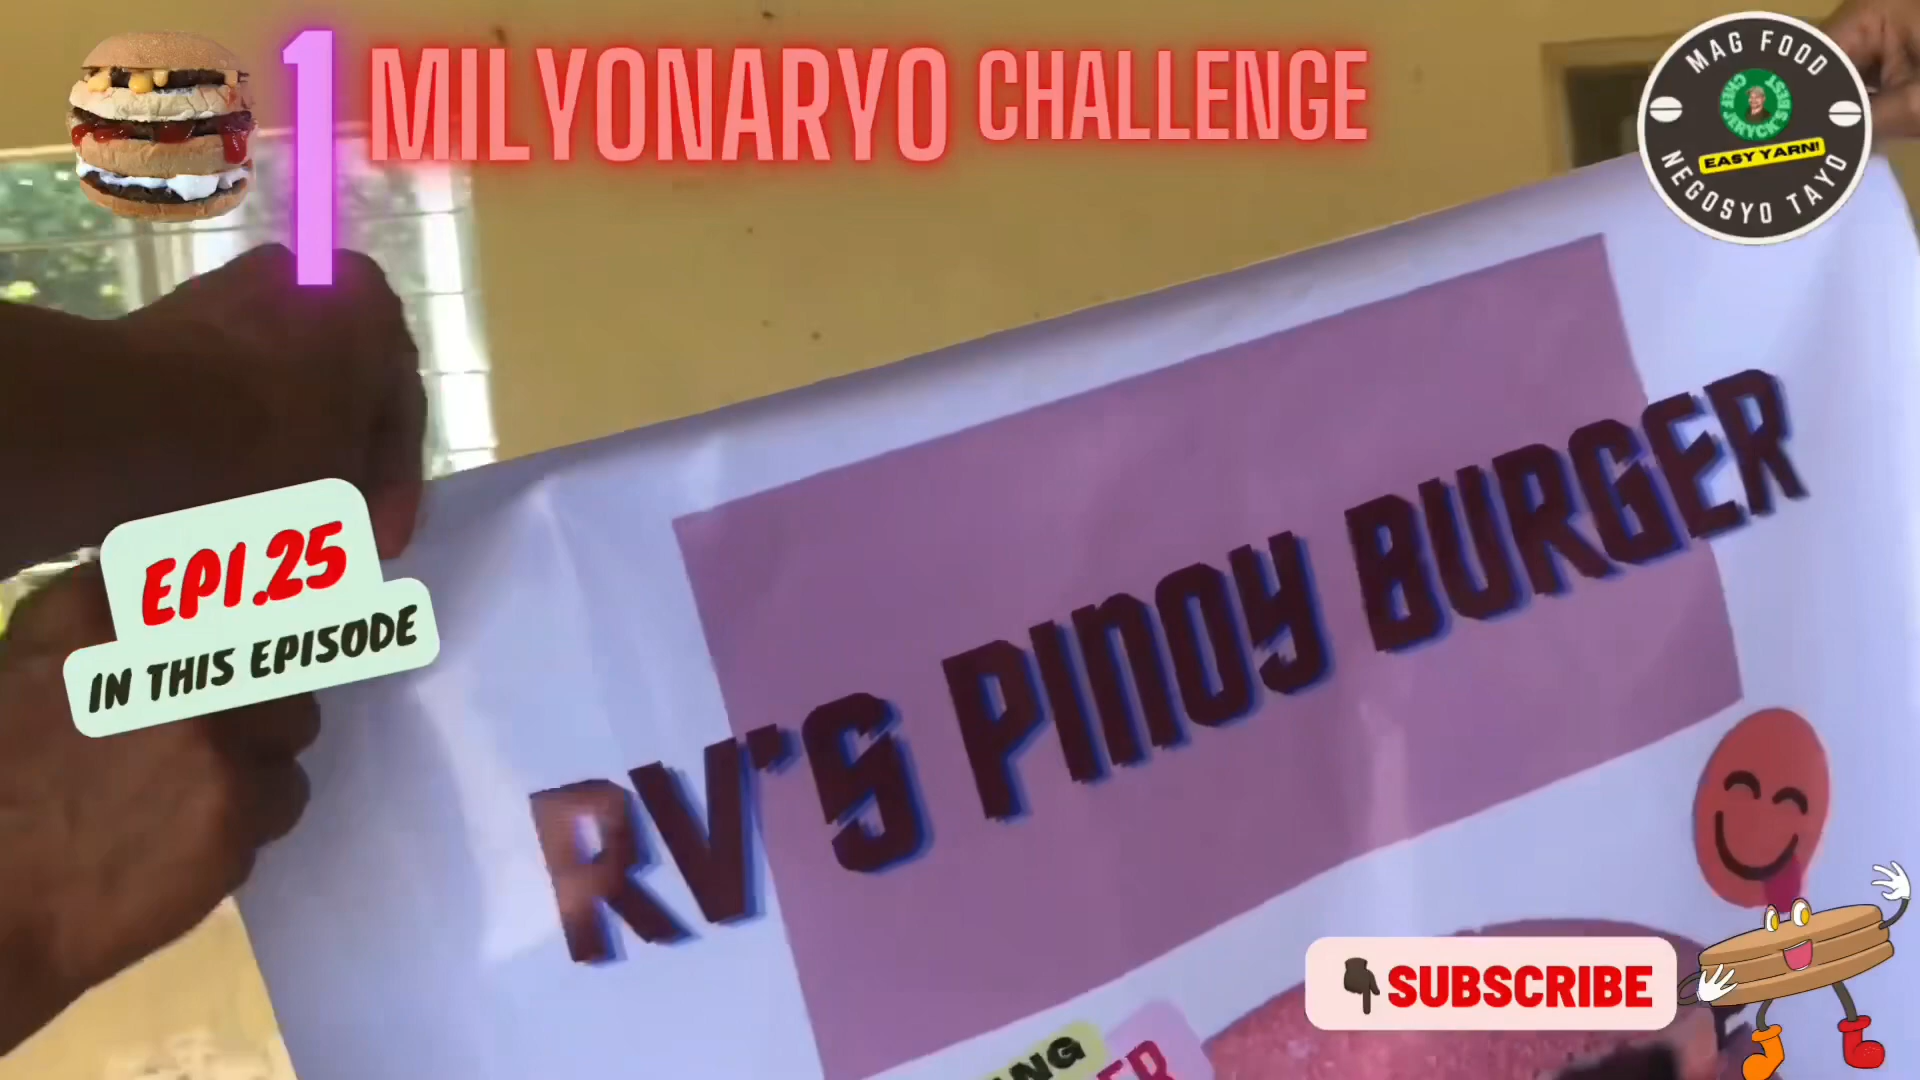 1 MILYONARYO CHALLENGE
MAG FOOD
CHEF JERYCK'S BEST
EASY YARN!
NEGOSYO TAYO
EPI.25
IN THIS EPISODE
RV'S PINOY BURGER
SUBSCRIBE